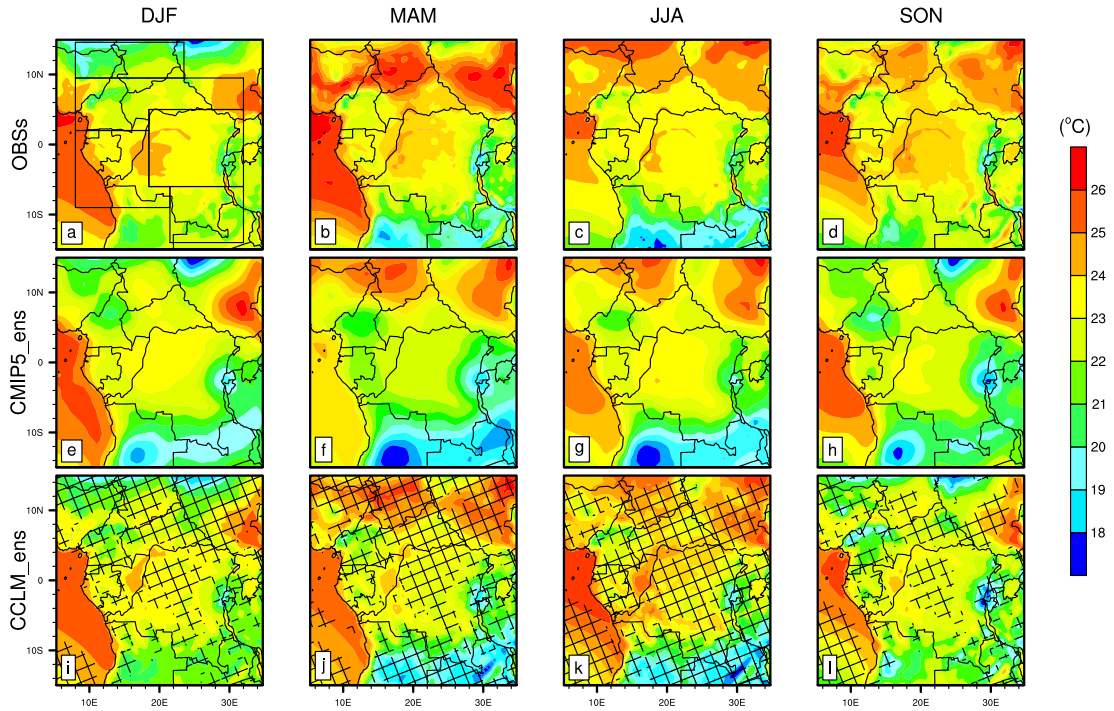 DJF MAM JJA SON
OBSs
10N
0
10S
a b c d
CMIP5_ens
10N
0
10S
e f g h
CCLM_ens
10N
0
10S
i j k l
10E 20E 30E 10E 20E 30E 10E 20E 30E 10E 20E 30E
(°C)
26
25
24
23
22
21
20
19
18